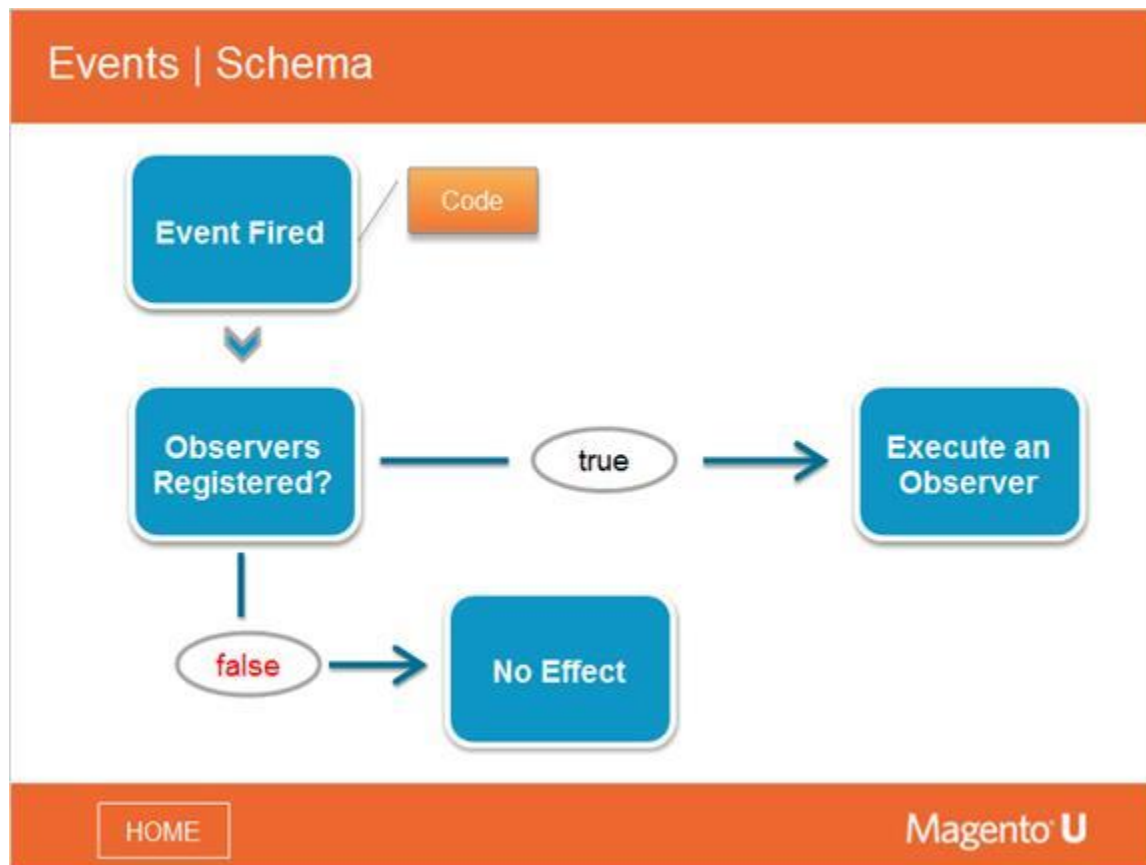 Events | Schema
Event Fired
Code
Observers
Registered?
true
Execute an
Observer
false
No Effect
HOME
Magento U